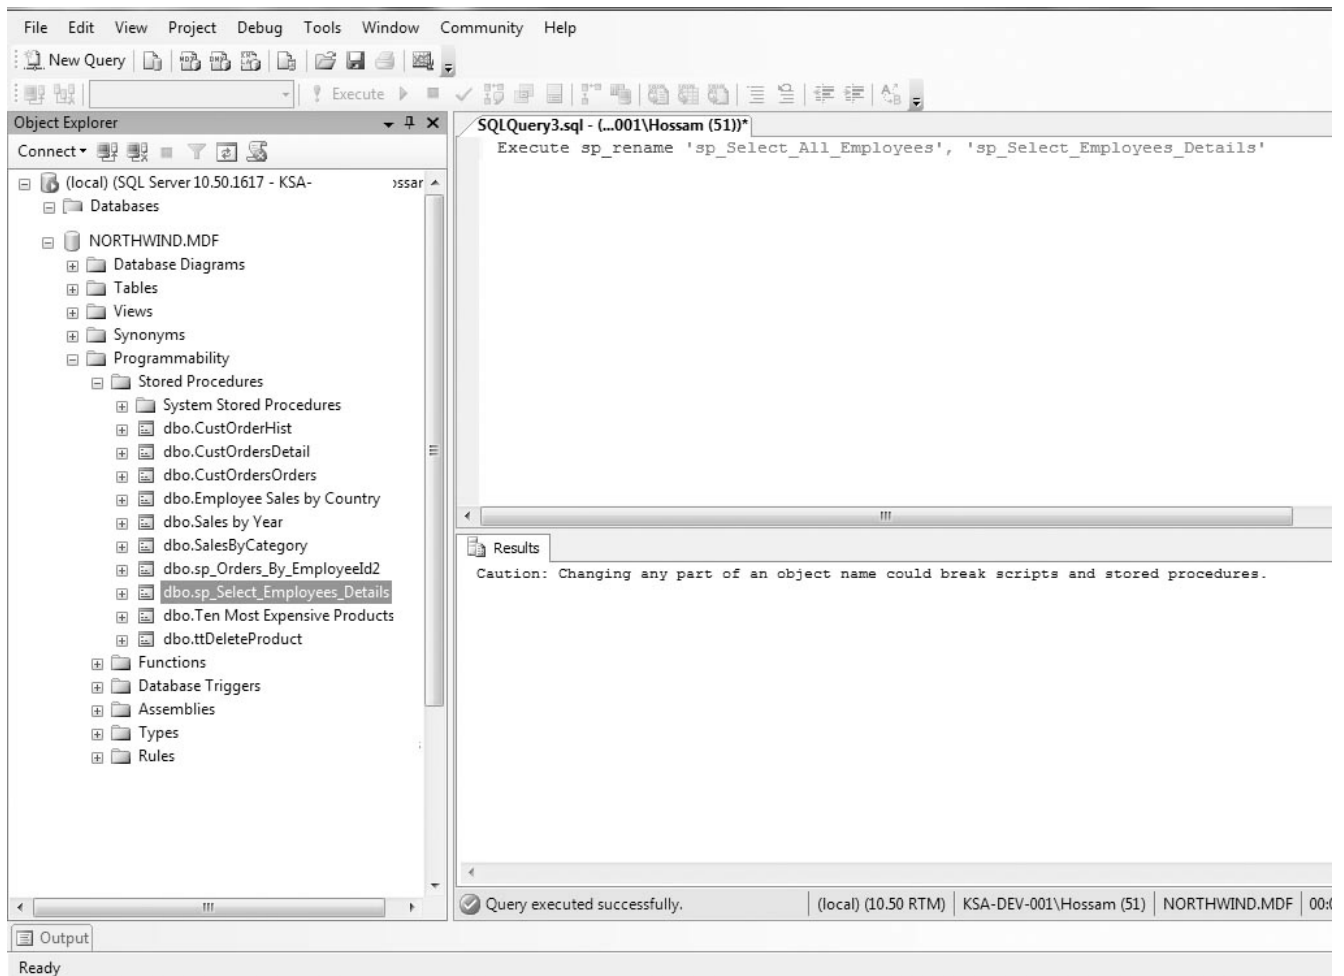 File Edit View Project Debug Tools Window Community Help
New Query
Execute
Object Explorer
Connect
(local) (SQL Server 10.50.1617 - KSA- ossar
Databases
NORTHWIND.MDF
Database Diagrams
Tables
Views
Synonyms
Programmability
Stored Procedures
System Stored Procedures
dbo.CustOrderHist
dbo.CustOrdersDetail
dbo.CustOrdersOrders
dbo.Employee Sales by Country
dbo.Sales by Year
dbo.SalesByCategory
dbo.sp_Orders_By_EmployeeId2
dbo.sp_Select_Employees_Details
dbo.Ten Most Expensive Products
dbo.ttDeleteProduct
Functions
Database Triggers
Assemblies
Types
Rules
SQLQuery3.sql - (...001\Hossam (51))*
Execute sp_rename 'sp_Select_All_Employees', 'sp_Select_Employees_Details'
Results
Caution: Changing any part of an object name could break scripts and stored procedures.
Query executed successfully. (local) (10.50 RTM) KSA-DEV-001\Hossam (51) NORTHWIND.MDF 00:
Output
Ready